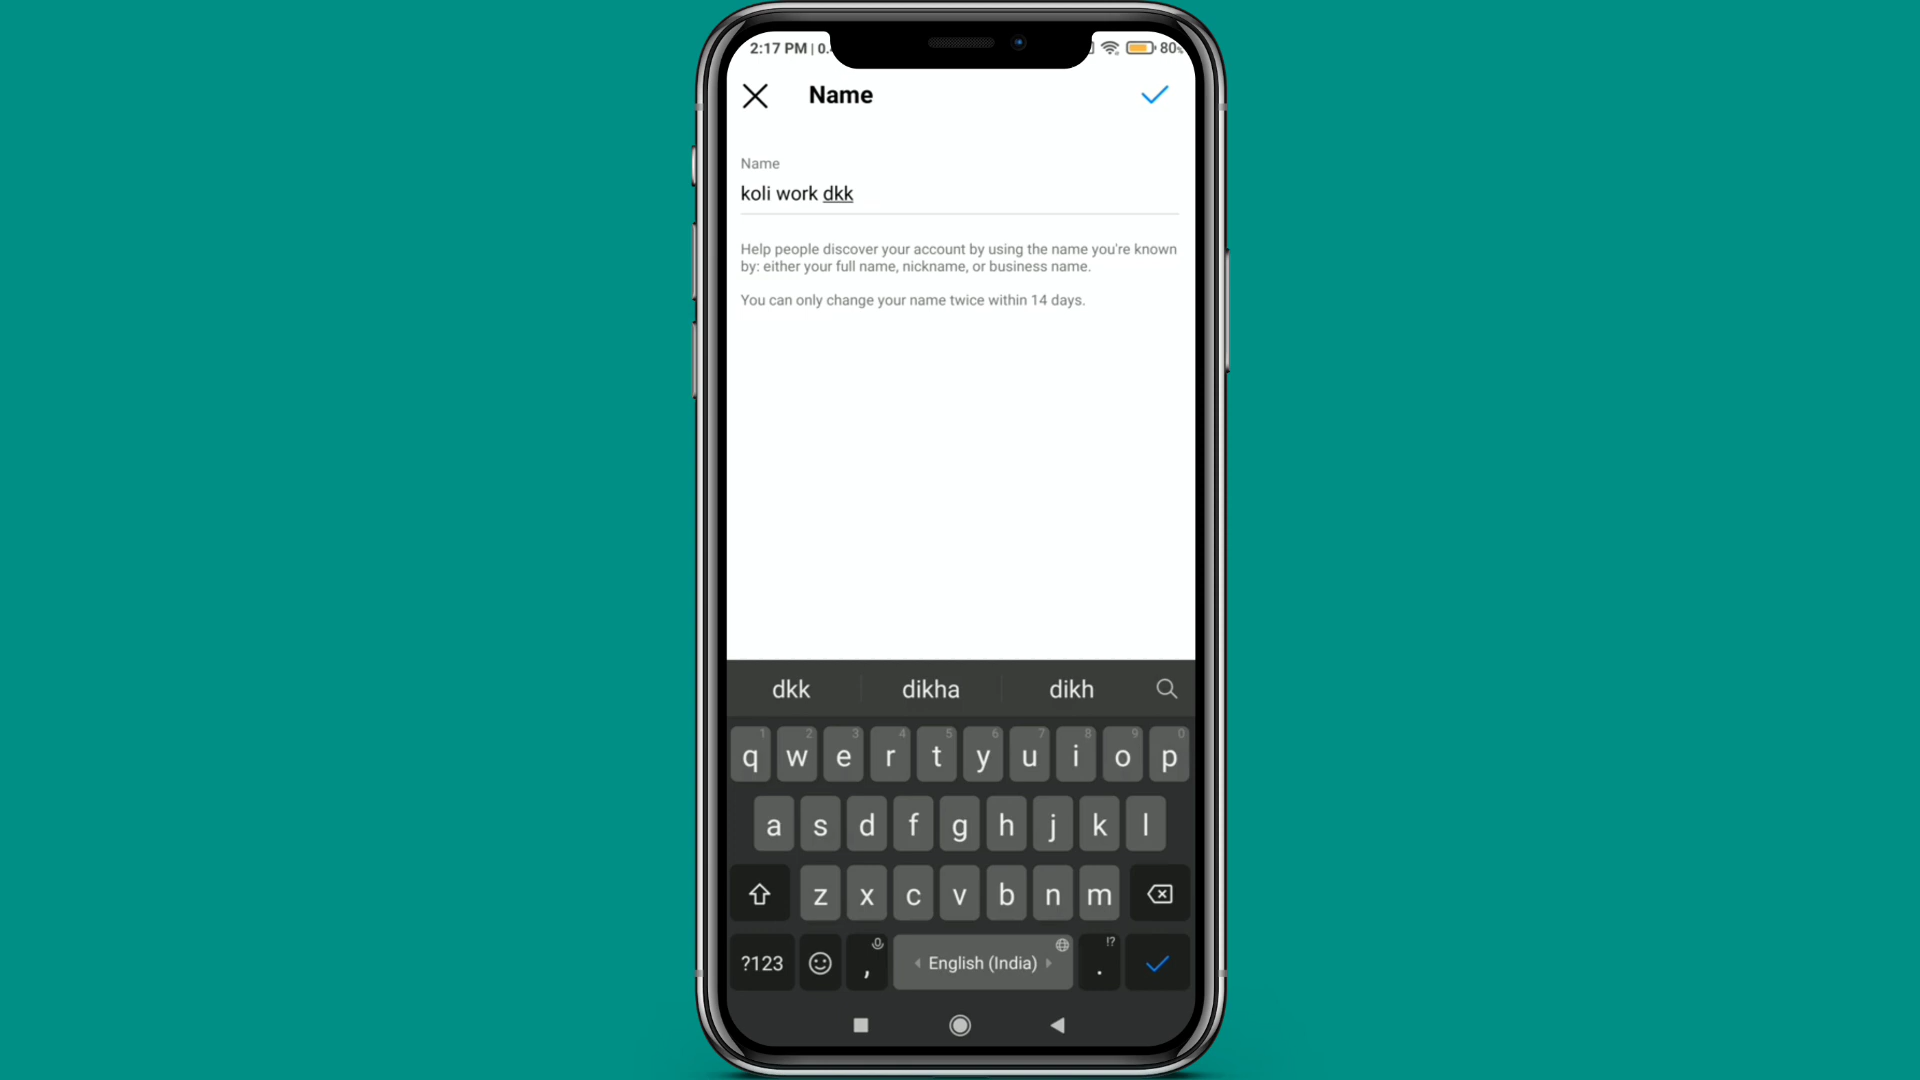 2:17 PM | 0.
80%
Name
Name
koli work dkk
Help people discover your account by using the name you're known
by: either your full name, nickname, or business name.
You can only change your name twice within 14 days.
dkk dikha dikh
1 2 3 4 5 6 7 8 9 0
q w e r t y u i o p
a s d f g h j k l
z x c v b n m
!?
?123 , English (India) .